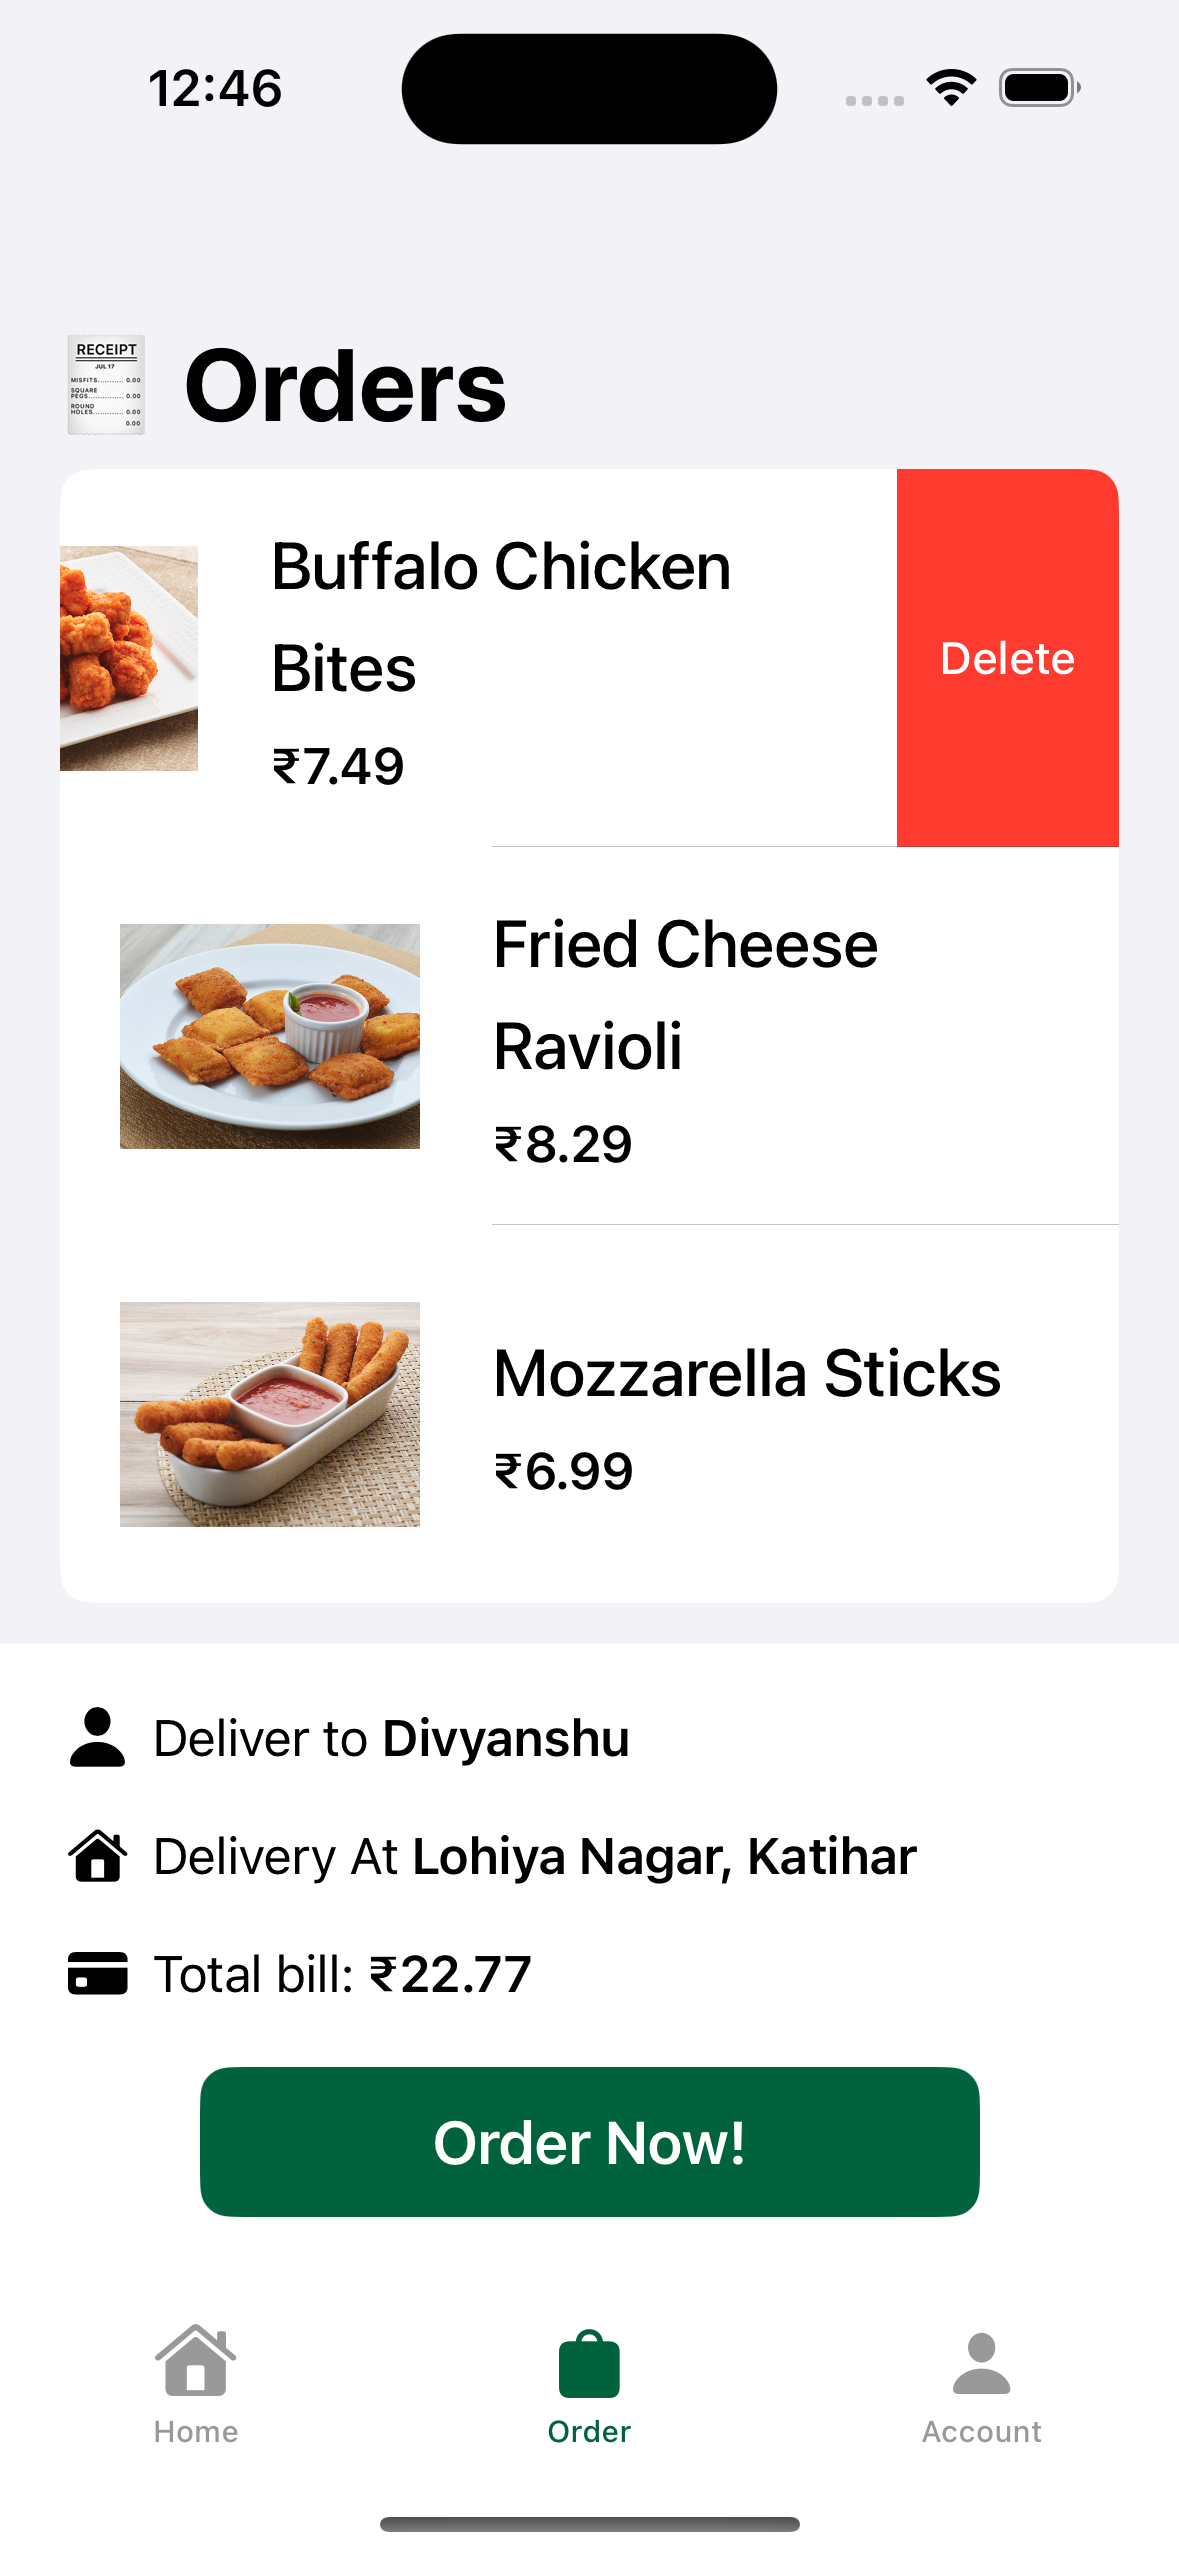 12:46
RECEIPT
JUL 17
MISFITS............ 0.00
SQUARE
PEGS............... 0.00
ROUND
HOLES............. 0.00
0.00
Orders
Buffalo Chicken
Bites
₹7.49
Delete
Fried Cheese
Ravioli
₹8.29
Mozzarella Sticks
₹6.99
Deliver to Divyanshu
Delivery At Lohiya Nagar, Katihar
Total bill: ₹22.77
Order Now!
Home
Order
Account